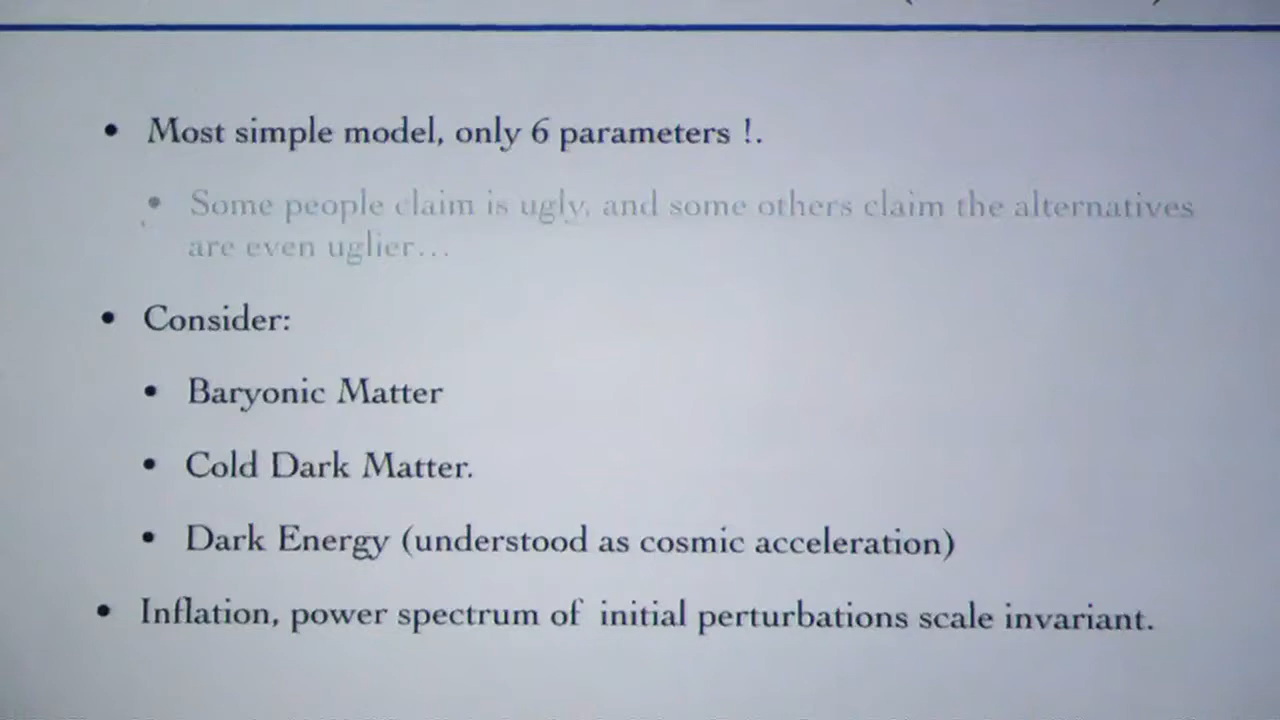 • Most simple model, only 6 parameters !.
• Some people claim is ugly, and some others claim the alternatives
are even uglier...
• Consider:
• Baryonic Matter
• Cold Dark Matter.
• Dark Energy (understood as cosmic acceleration)
• Inflation, power spectrum of initial perturbations scale invariant.